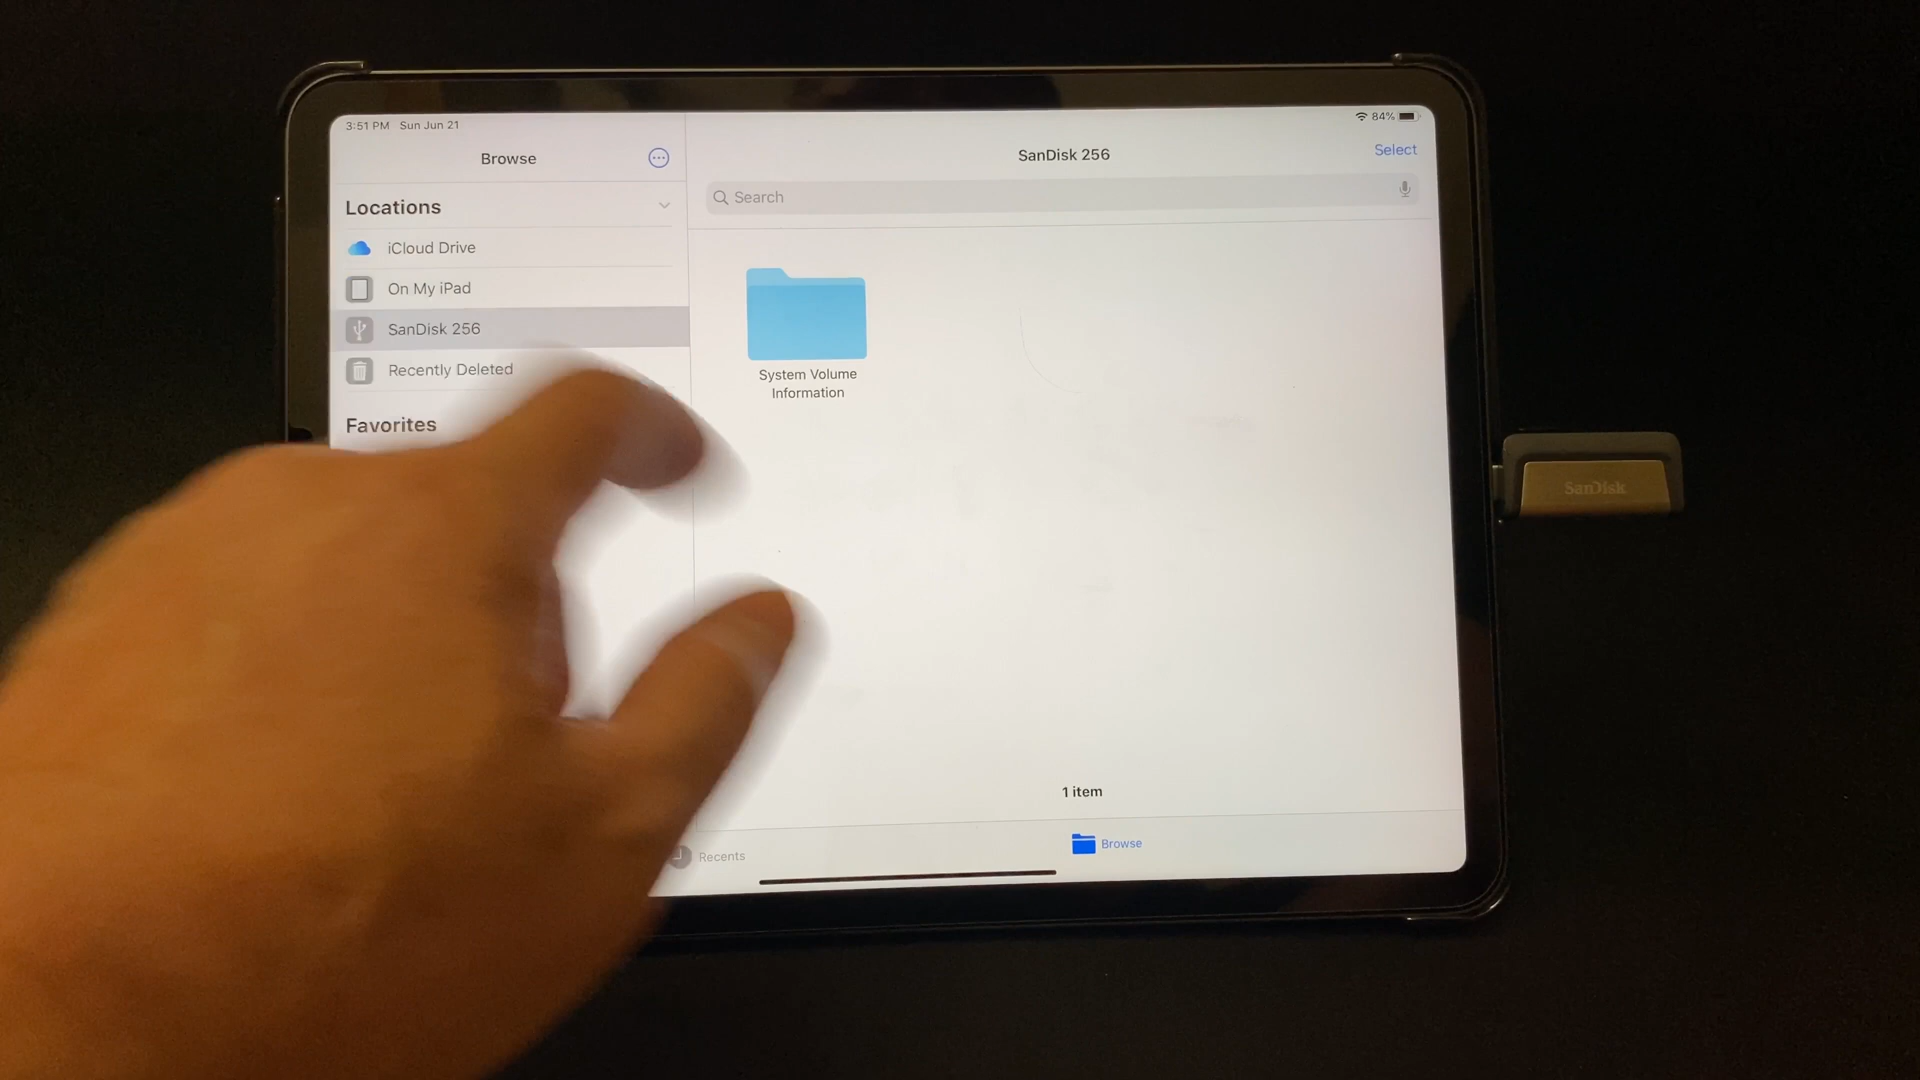 3:51 PM Sun Jun 21
84%
Browse
SanDisk 256
Select
Locations
Search
iCloud Drive
On My iPad
SanDisk 256
Recently Deleted
Favorites
System Volume
Information
SanDisk
1 item
Recents
Browse